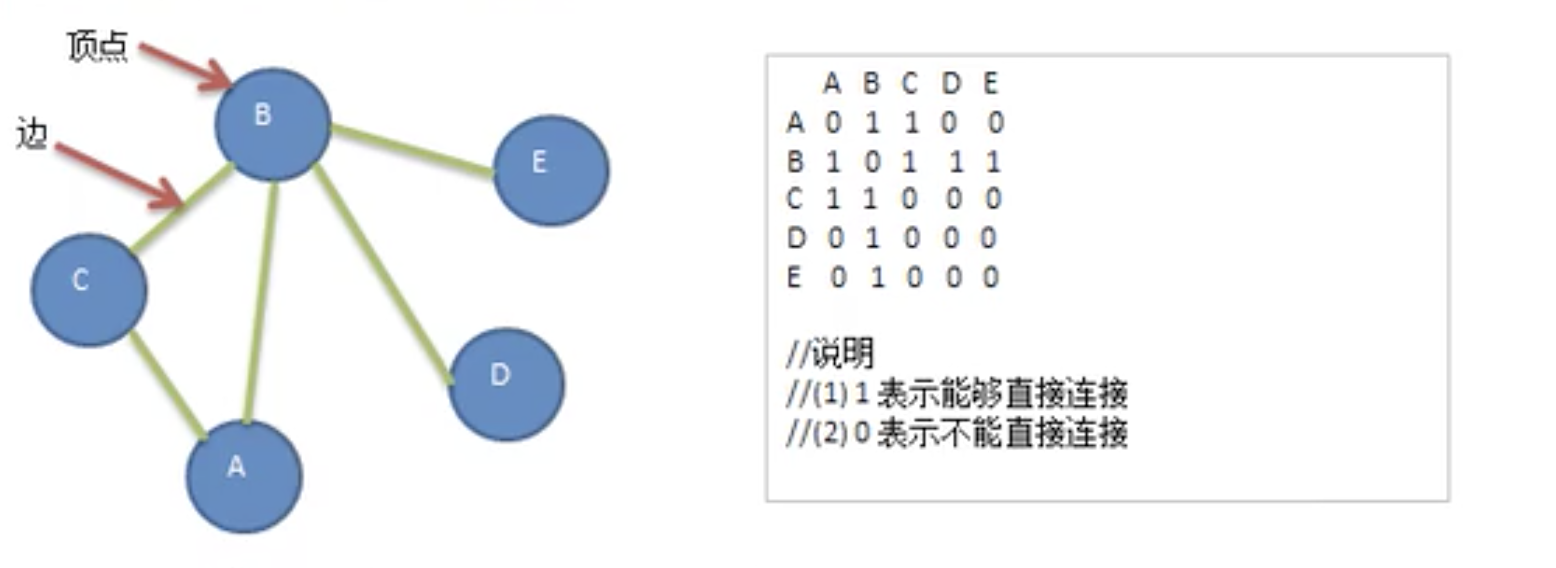 顶点
边
B
E
C
D
A
A B C D E
A 0 1 1 0 0
B 1 0 1 1 1
C 1 1 0 0 0
D 0 1 0 0 0
E 0 1 0 0 0
//说明
//(1) 1 表示能够直接连接
//(2) 0 表示不能直接连接